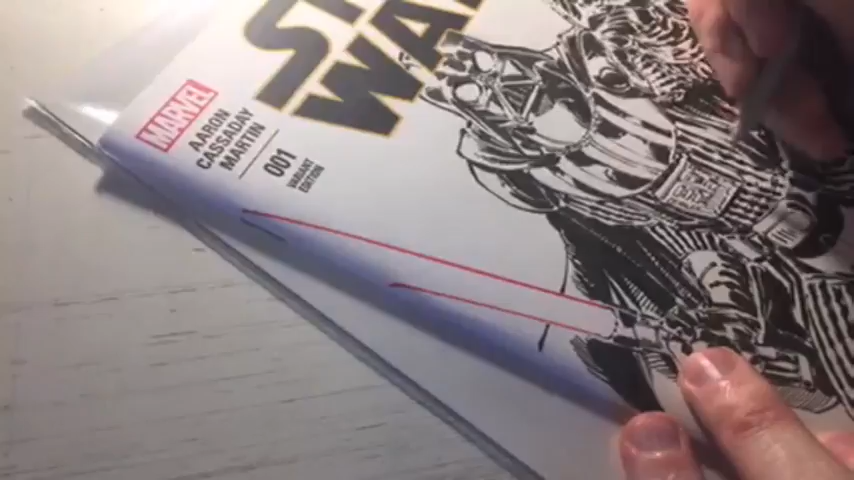 STAR
WARS
MARVEL
AARON
CASSADAY
MARTIN
001
VARIANT
EDITION